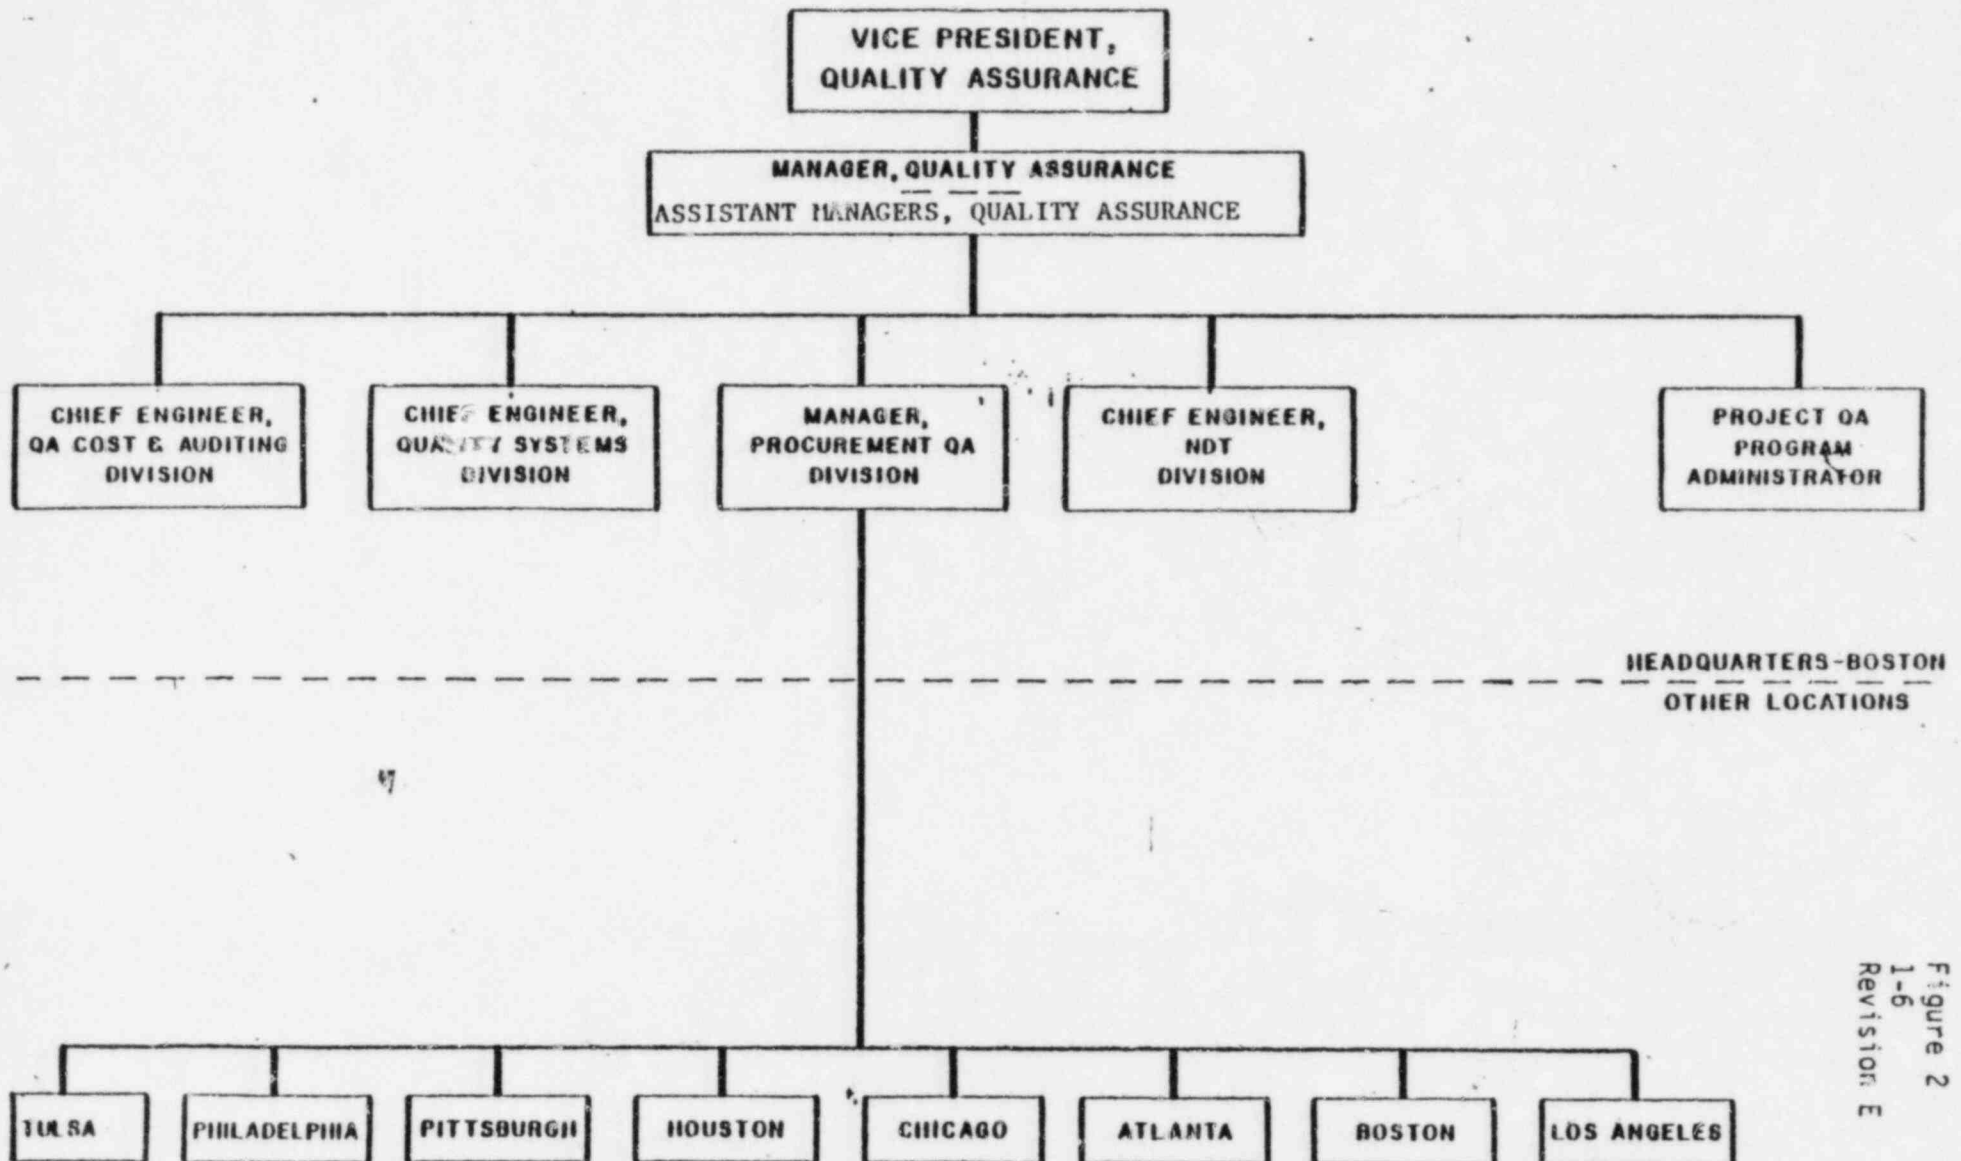 VICE PRESIDENT,
QUALITY ASSURANCE
MANAGER, QUALITY ASSURANCE
ASSISTANT MANAGERS, QUALITY ASSURANCE
CHIEF ENGINEER,
QA COST & AUDITING
DIVISION
CHIEF ENGINEER,
QUALITY SYSTEMS
DIVISION
MANAGER,
PROCUREMENT QA
DIVISION
CHIEF ENGINEER,
NDT
DIVISION
PROJECT QA
PROGRAM
ADMINISTRATOR
HEADQUARTERS-BOSTON
OTHER LOCATIONS
TULSA
PHILADELPHIA
PITTSBURGH
HOUSTON
CHICAGO
ATLANTA
BOSTON
LOS ANGELES
Figure 2
1-6
Revision E